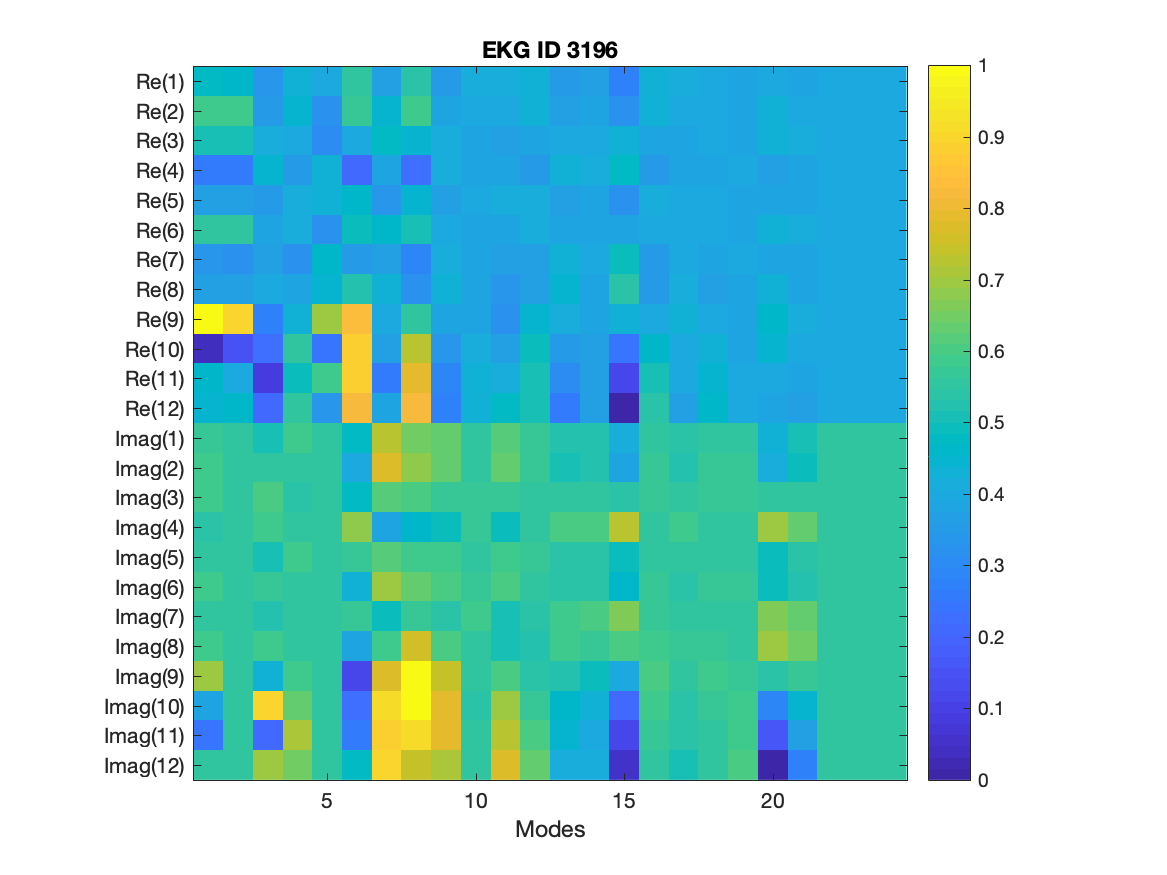 EKG ID 3196
Re(1)
Re(2)
Re(3)
Re(4)
Re(5)
Re(6)
Re(7)
Re(8)
Re(9)
Re(10)
Re(11)
Re(12)
Imag(1)
Imag(2)
Imag(3)
Imag(4)
Imag(5)
Imag(6)
Imag(7)
Imag(8)
Imag(9)
Imag(10)
Imag(11)
Imag(12)
5 10 15 20
Modes
1
0.9
0.8
0.7
0.6
0.5
0.4
0.3
0.2
0.1
0